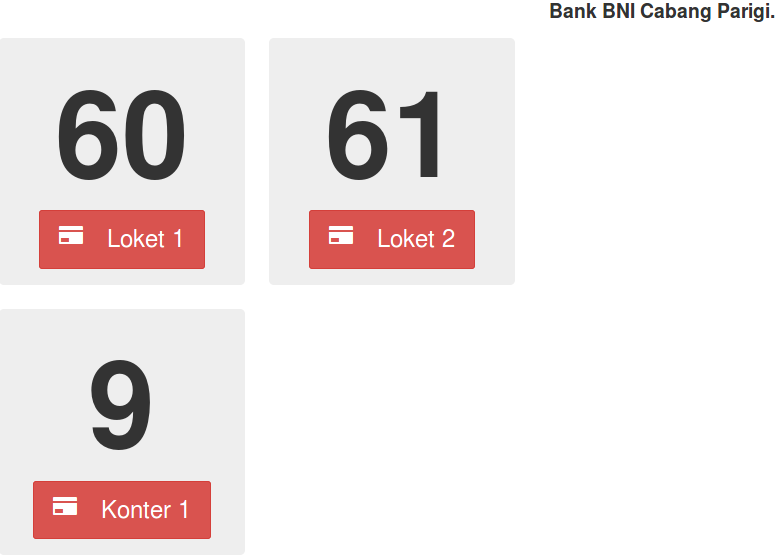 Bank BNI Cabang Parigi.
60
Loket 1
61
Loket 2
9
Konter 1